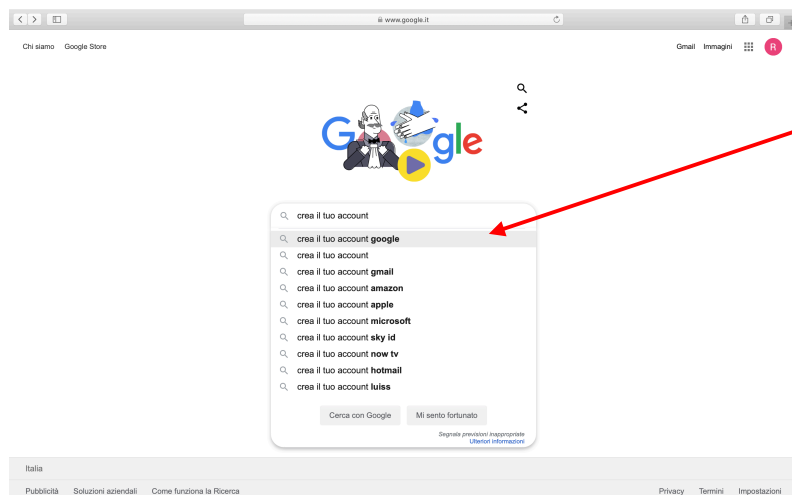 www.google.it
Chi siamo Google Store
Gmail Immagini
R
Google
crea il tuo account
crea il tuo account google
crea il tuo account
crea il tuo account gmail
crea il tuo account amazon
crea il tuo account apple
crea il tuo account microsoft
crea il tuo account sky id
crea il tuo account now tv
crea il tuo account hotmail
crea il tuo account luiss
Cerca con Google Mi sento fortunato
Segnala previsioni inappropriate
Ulteriori informazioni
Italia
Pubblicità Soluzioni aziendali Come funziona la Ricerca
Privacy Termini Impostazioni